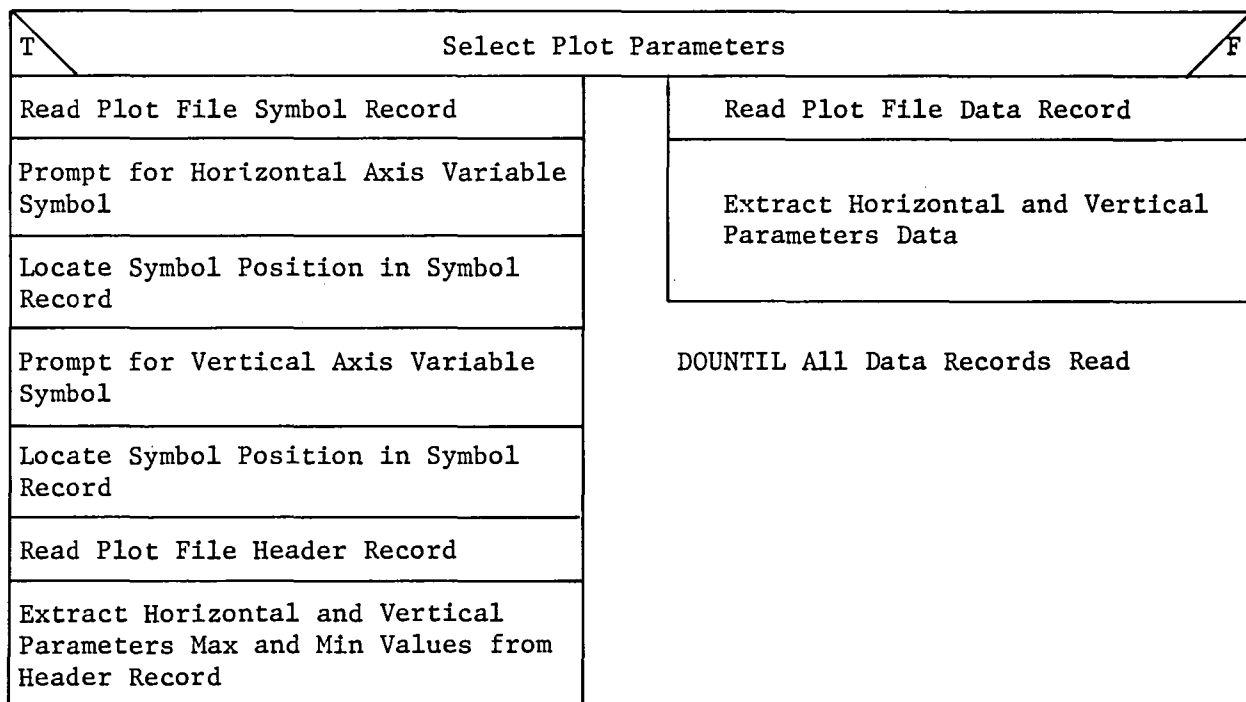 T
Select Plot Parameters
F
Read Plot File Symbol Record
Prompt for Horizontal Axis Variable
Symbol
Locate Symbol Position in Symbol
Record
Prompt for Vertical Axis Variable
Symbol
Locate Symbol Position in Symbol
Record
Read Plot File Header Record
Extract Horizontal and Vertical
Parameters Max and Min Values from
Header Record
Read Plot File Data Record
Extract Horizontal and Vertical
Parameters Data
DOUNTIL All Data Records Read